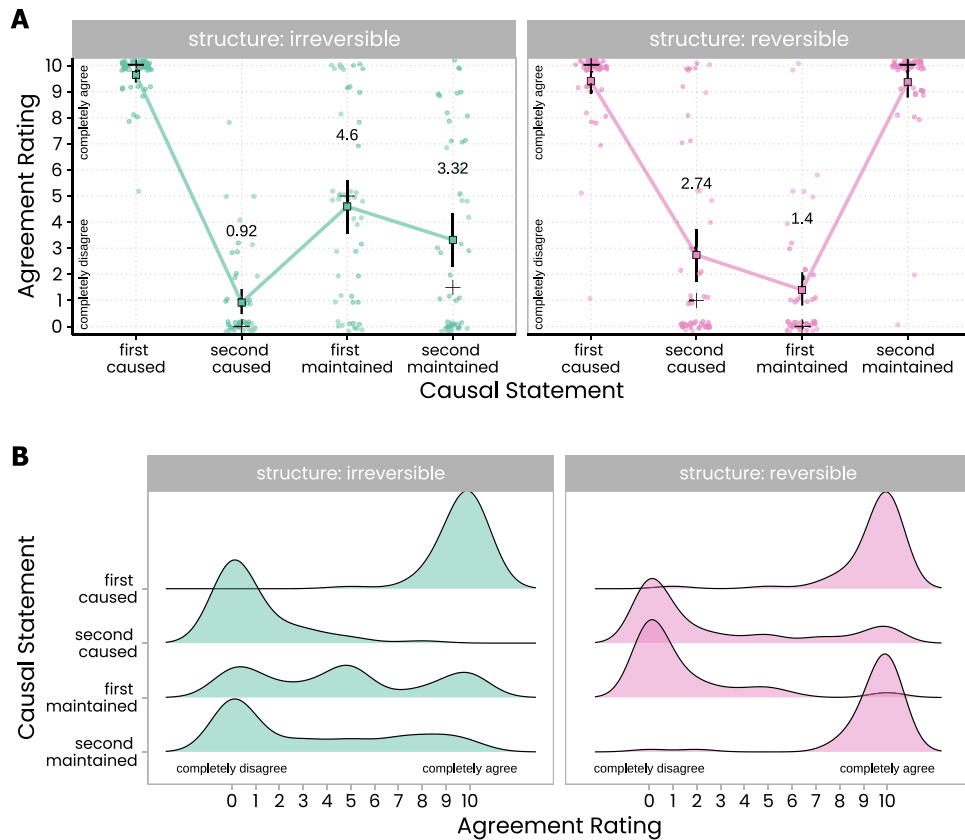 A
structure: irreversible
structure: reversible
Agreement Rating
10
9
8
7
6
5
4
3
2
1
0
completely agree
completely disagree
0.92
4.6
3.32
completely agree
completely disagree
2.74
1.4
first caused
second caused
first maintained
second maintained
first caused
second caused
first maintained
second maintained
Causal Statement
B
structure: irreversible
structure: reversible
Causal Statement
first caused
second caused
first maintained
second maintained
completely disagree
completely agree
completely disagree
completely agree
0 1 2 3 4 5 6 7 8 9 10
0 1 2 3 4 5 6 7 8 9 10
Agreement Rating